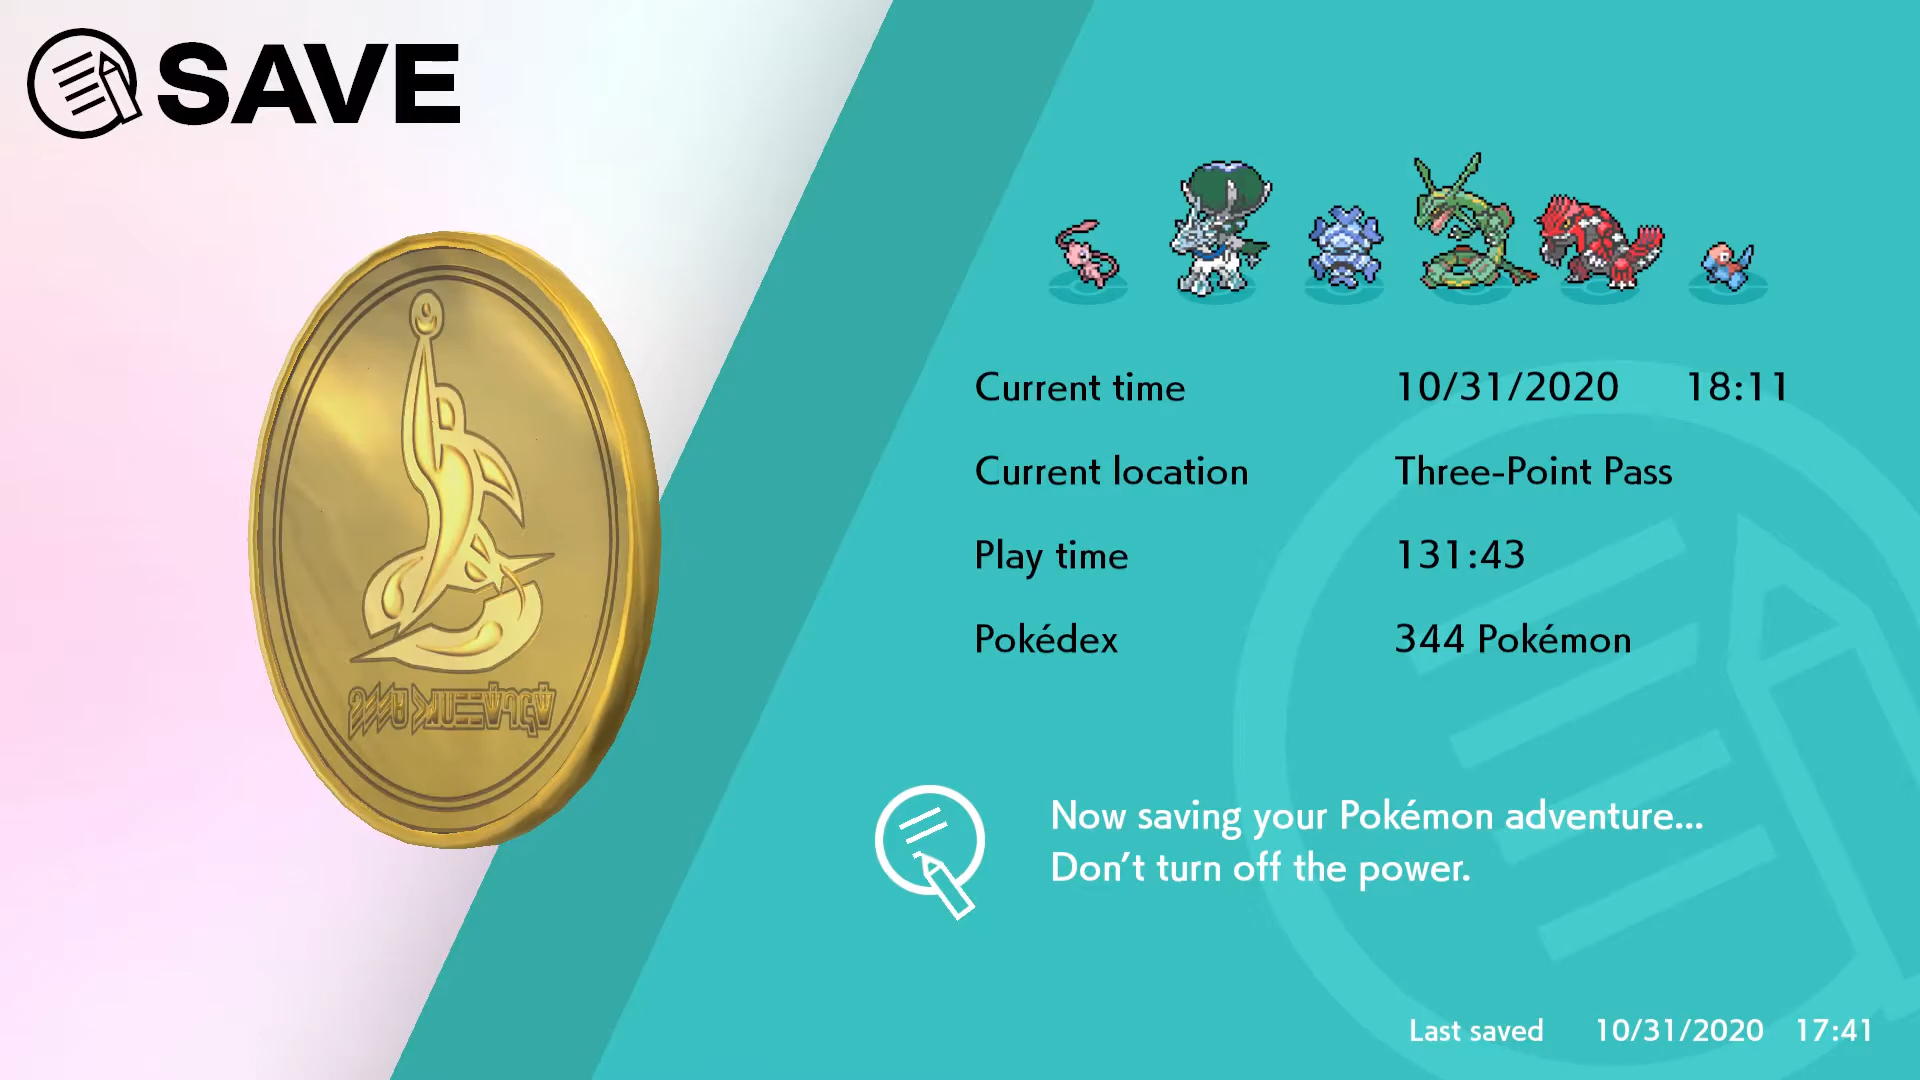 SAVE
Current time 10/31/2020 18:11
Current location Three-Point Pass
Play time 131:43
Pokédex 344 Pokémon
Now saving your Pokémon adventure...
Don't turn off the power.
Last saved 10/31/2020 17:41